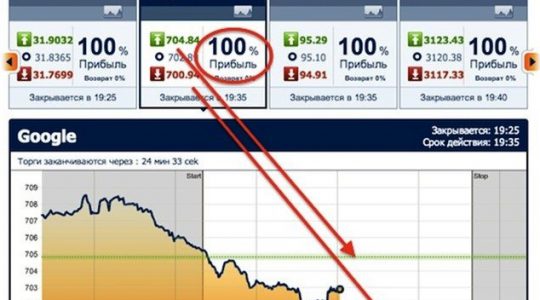 31.9032
31.8365
31.7699
100 %
Прибыль
Возврат 0%
Закрывается в 19:25
704.84
702.89
700.94
100 %
Прибыль
Возврат 0%
Закрывается в 19:35
95.29
95.10
94.91
100 %
Прибыль
Возврат 0%
Закрывается в 19:35
3123.43
3120.38
3117.33
100 %
Прибыль
Возврат 0%
Закрывается в 19:40
Google
Закрывается: 19:25
Срок действия: 19:35
Торги заканчиваются через : 24 мин 33 сек
Start
Stop
709
708
707
706
705
704
703